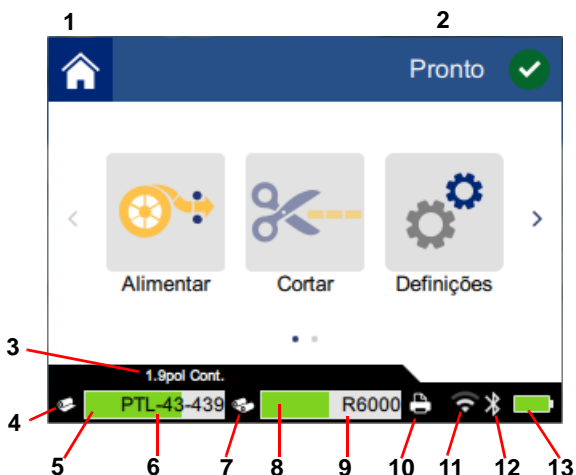 1 2
Pronto
Alimentar Cortar Definições
3
1.9pol Cont.
4
PTL-43-439 R6000
5 6 7 8 9 10 11 12 13